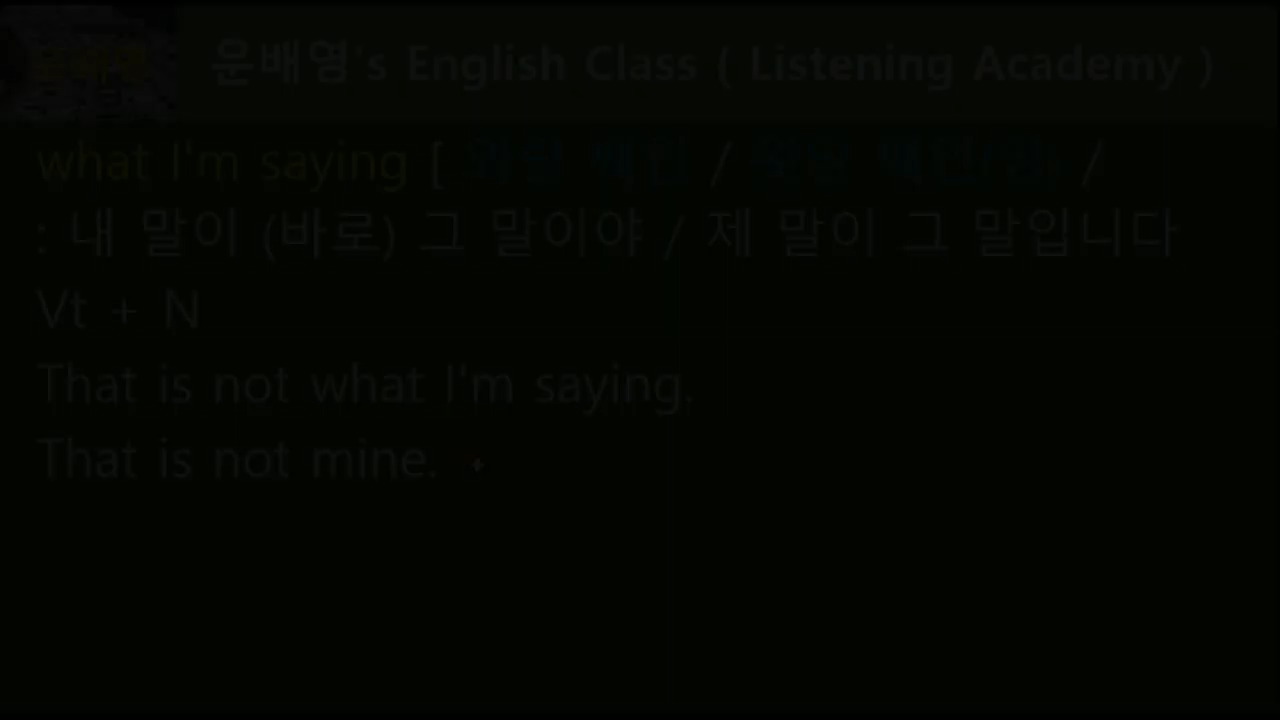 운배영's English Class ( Listening Academy )
what I'm saying [ / /
: 내 말이 (바로) 그 말이야 / 제 말이 그 말입니다
Vt + N
That is not what I'm saying.
That is not mine.